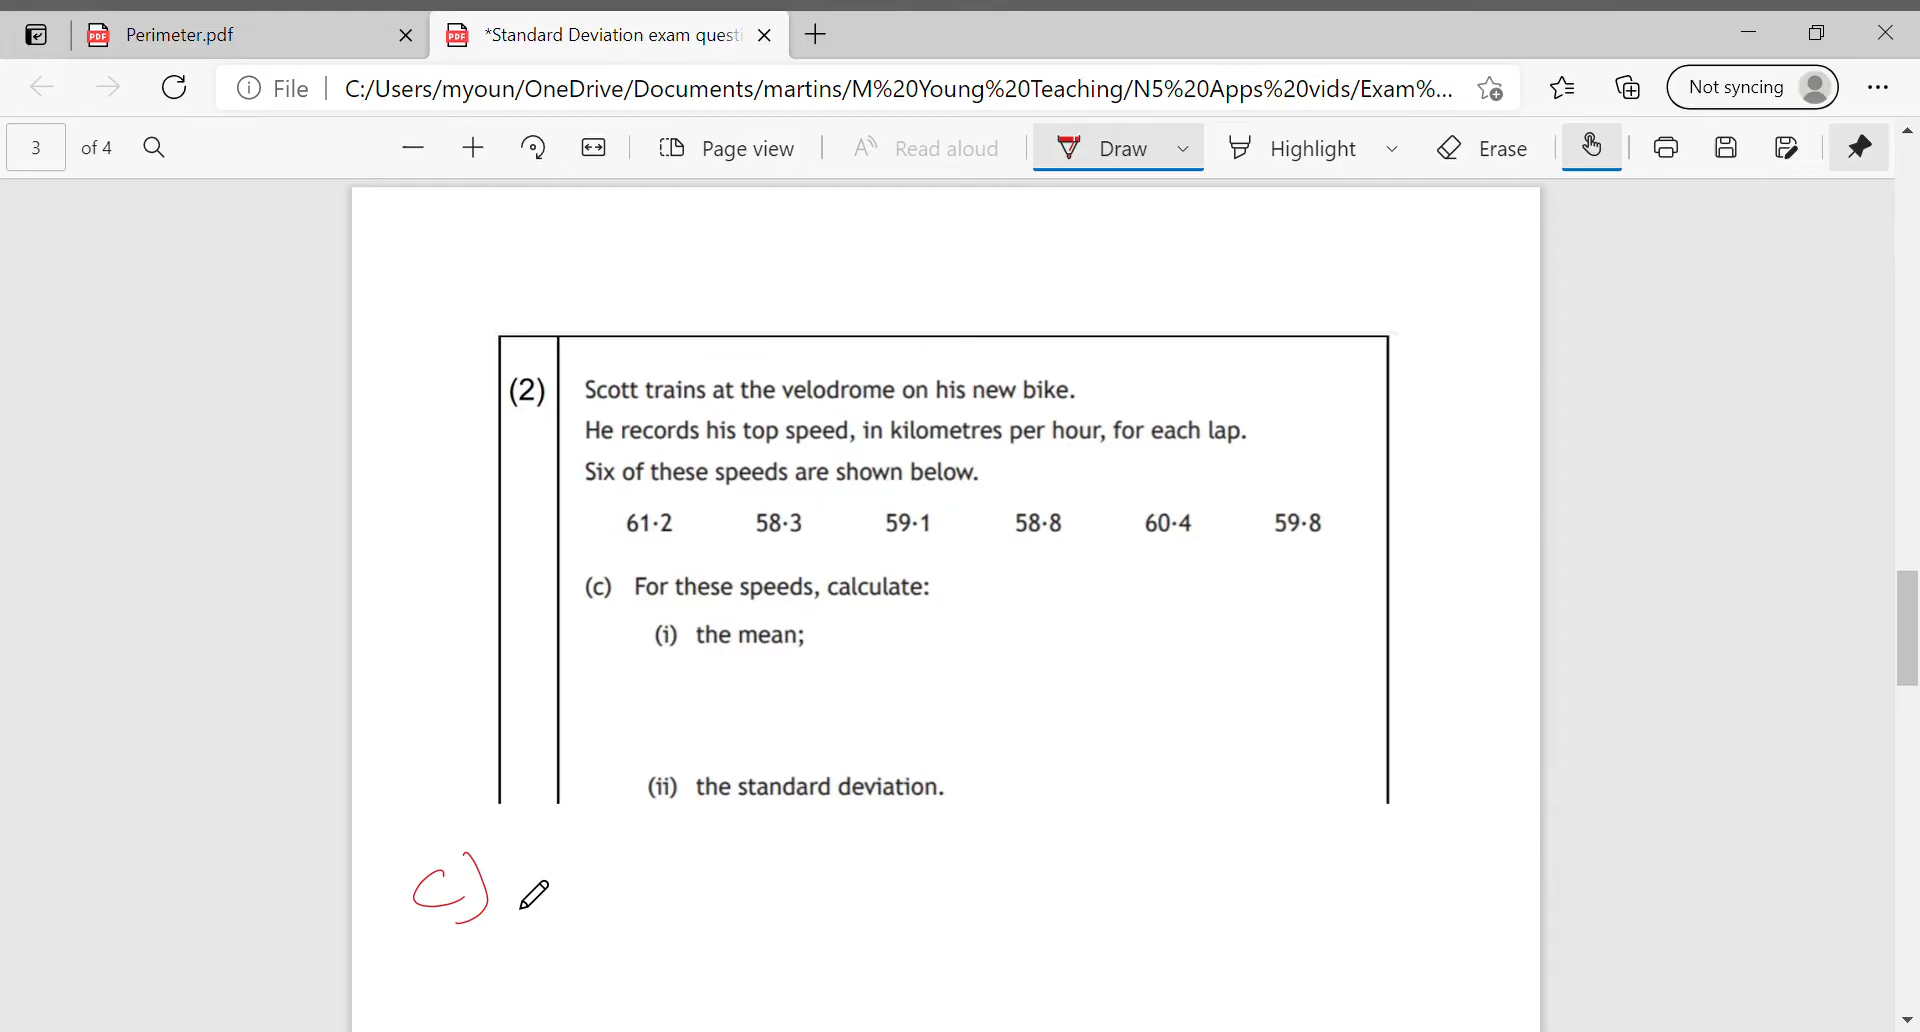 Perimeter.pdf
*Standard Deviation exam questi
File
C:/Users/myoun/OneDrive/Documents/martins/M%20Young%20Teaching/N5%20Apps%20vids/Exam%...
Not syncing
3 of 4
Page view
Read aloud
Draw
Highlight
Erase
(2) Scott trains at the velodrome on his new bike.
He records his top speed, in kilometres per hour, for each lap.
Six of these speeds are shown below.
61·2 58·3 59·1 58·8 60·4 59·8
(c) For these speeds, calculate:
(i) the mean;
(ii) the standard deviation.
c)